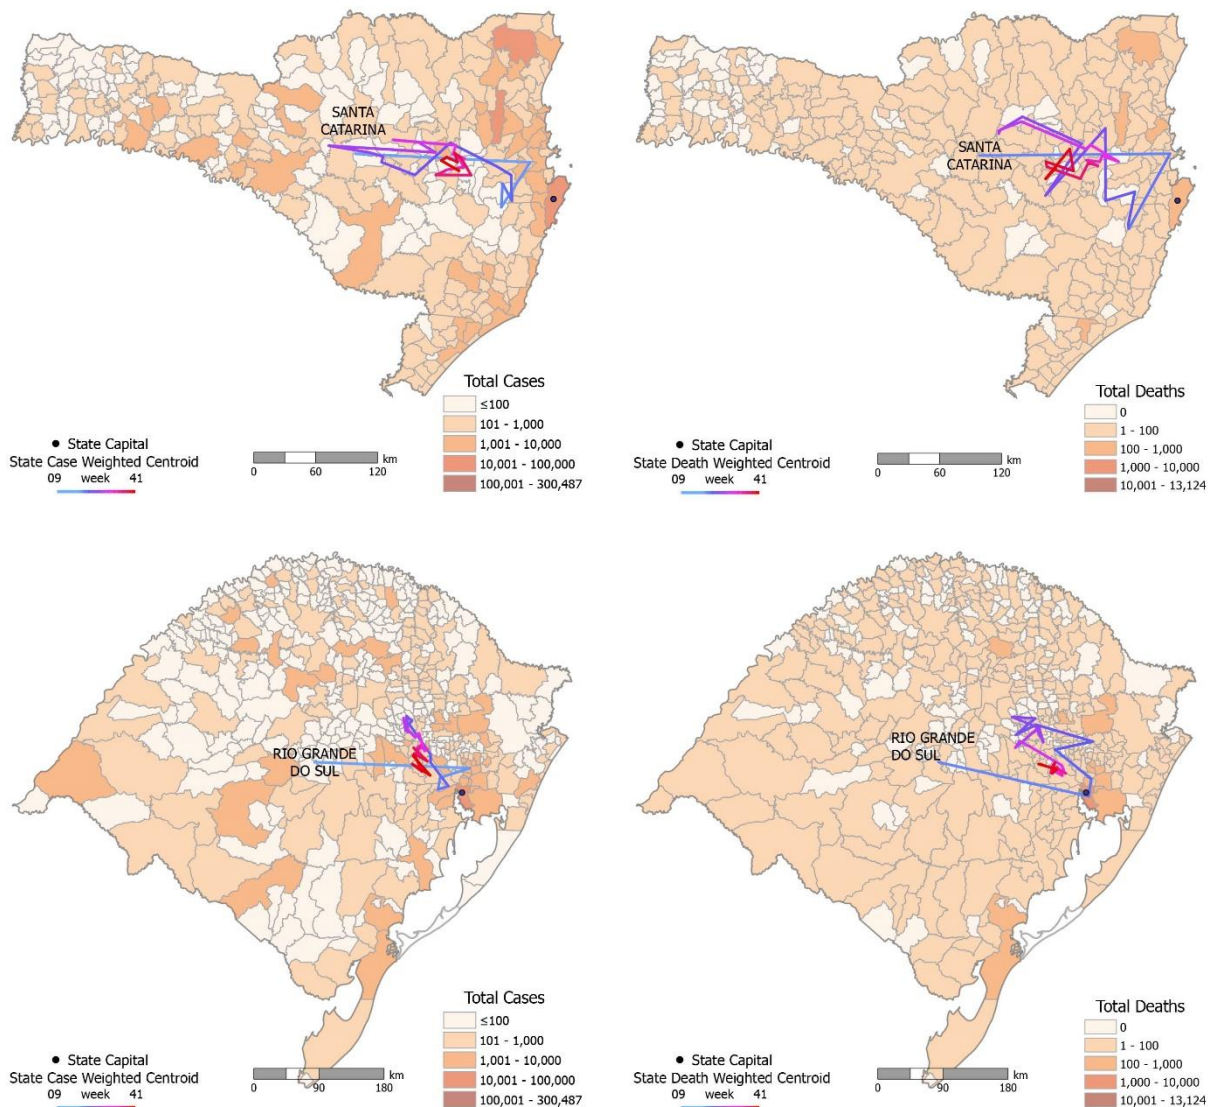 SANTA
CATARINA
Total Cases
≤100
101 - 1,000
1,001 - 10,000
10,001 - 100,000
100,001 - 300,487
State Capital
State Case Weighted Centroid
09 week 41
km
0 60 120
SANTA
CATARINA
Total Deaths
0
1 - 100
100 - 1,000
1,000 - 10,000
10,001 - 13,124
State Capital
State Death Weighted Centroid
09 week 41
km
0 60 120
RIO GRANDE
DO SUL
Total Cases
≤100
101 - 1,000
1,001 - 10,000
10,001 - 100,000
100,001 - 300,487
State Capital
State Case Weighted Centroid
09 week 41
km
0 90 180
RIO GRANDE
DO SUL
Total Deaths
0
1 - 100
100 - 1,000
1,000 - 10,000
10,001 - 13,124
State Capital
State Death Weighted Centroid
09 week 41
km
0 90 180